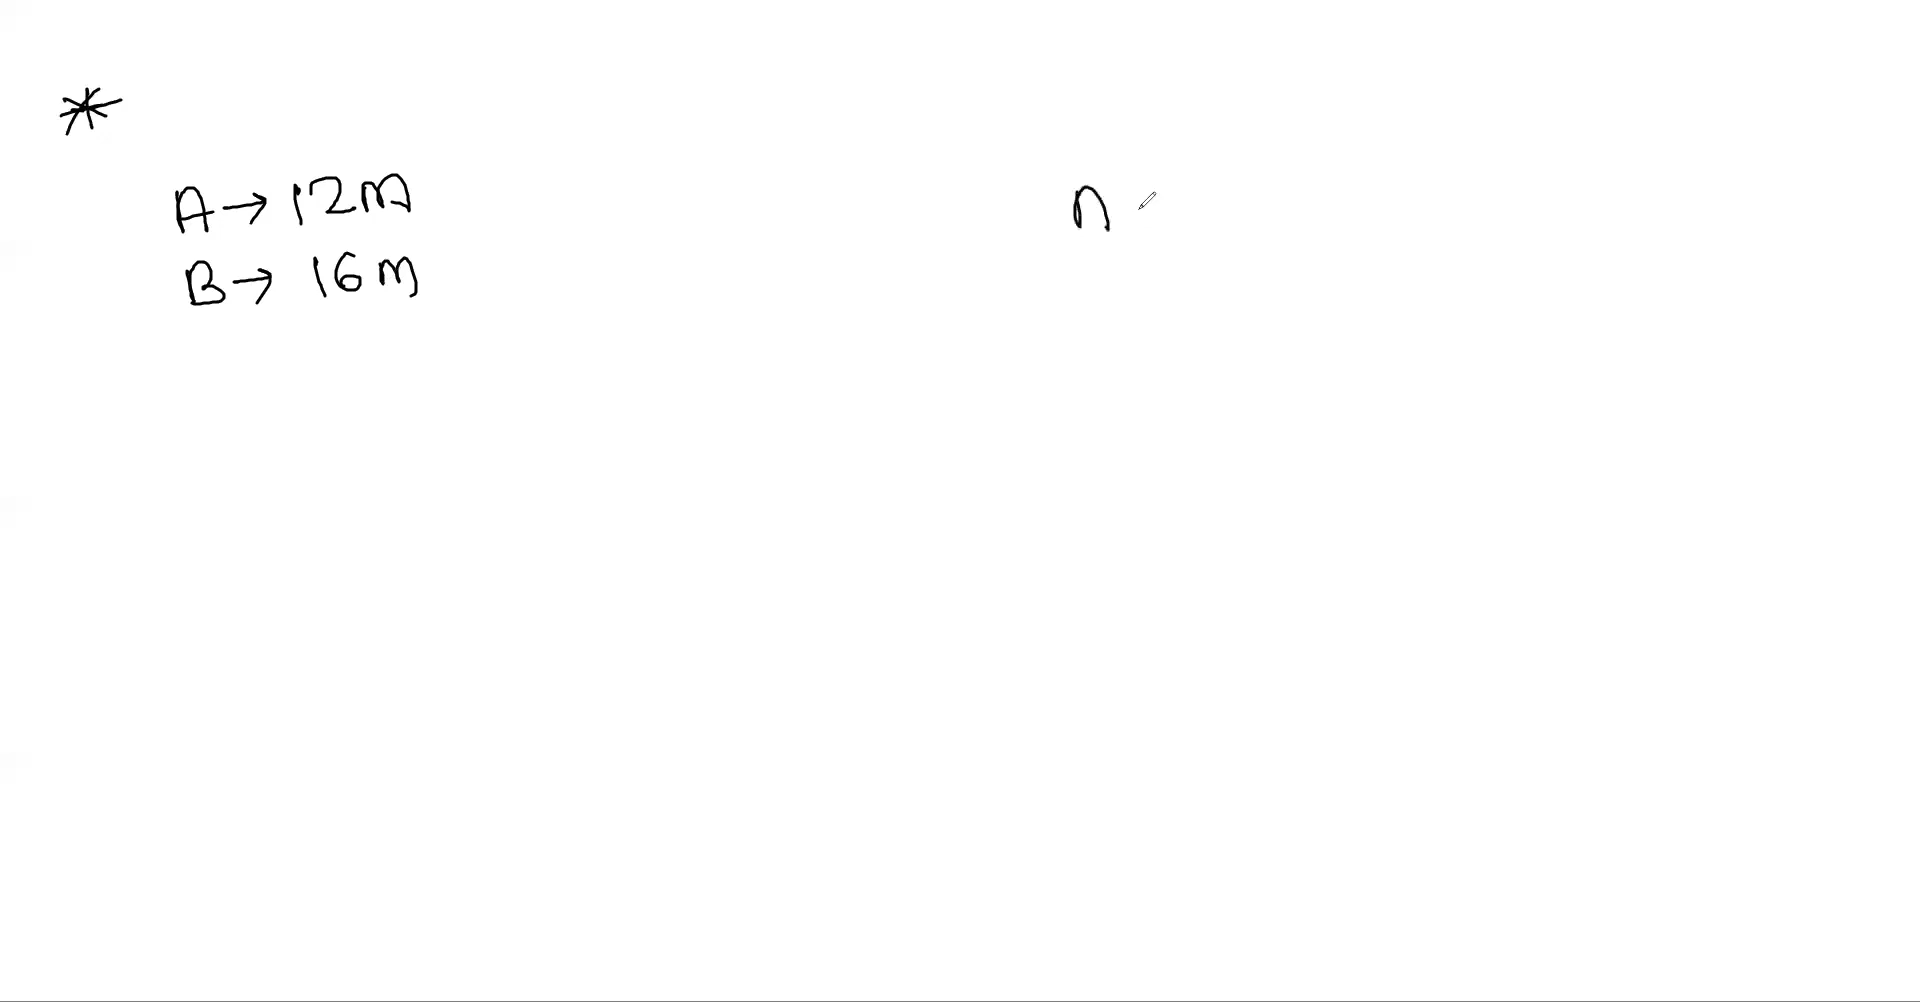 *
A → 12m
B → 16m